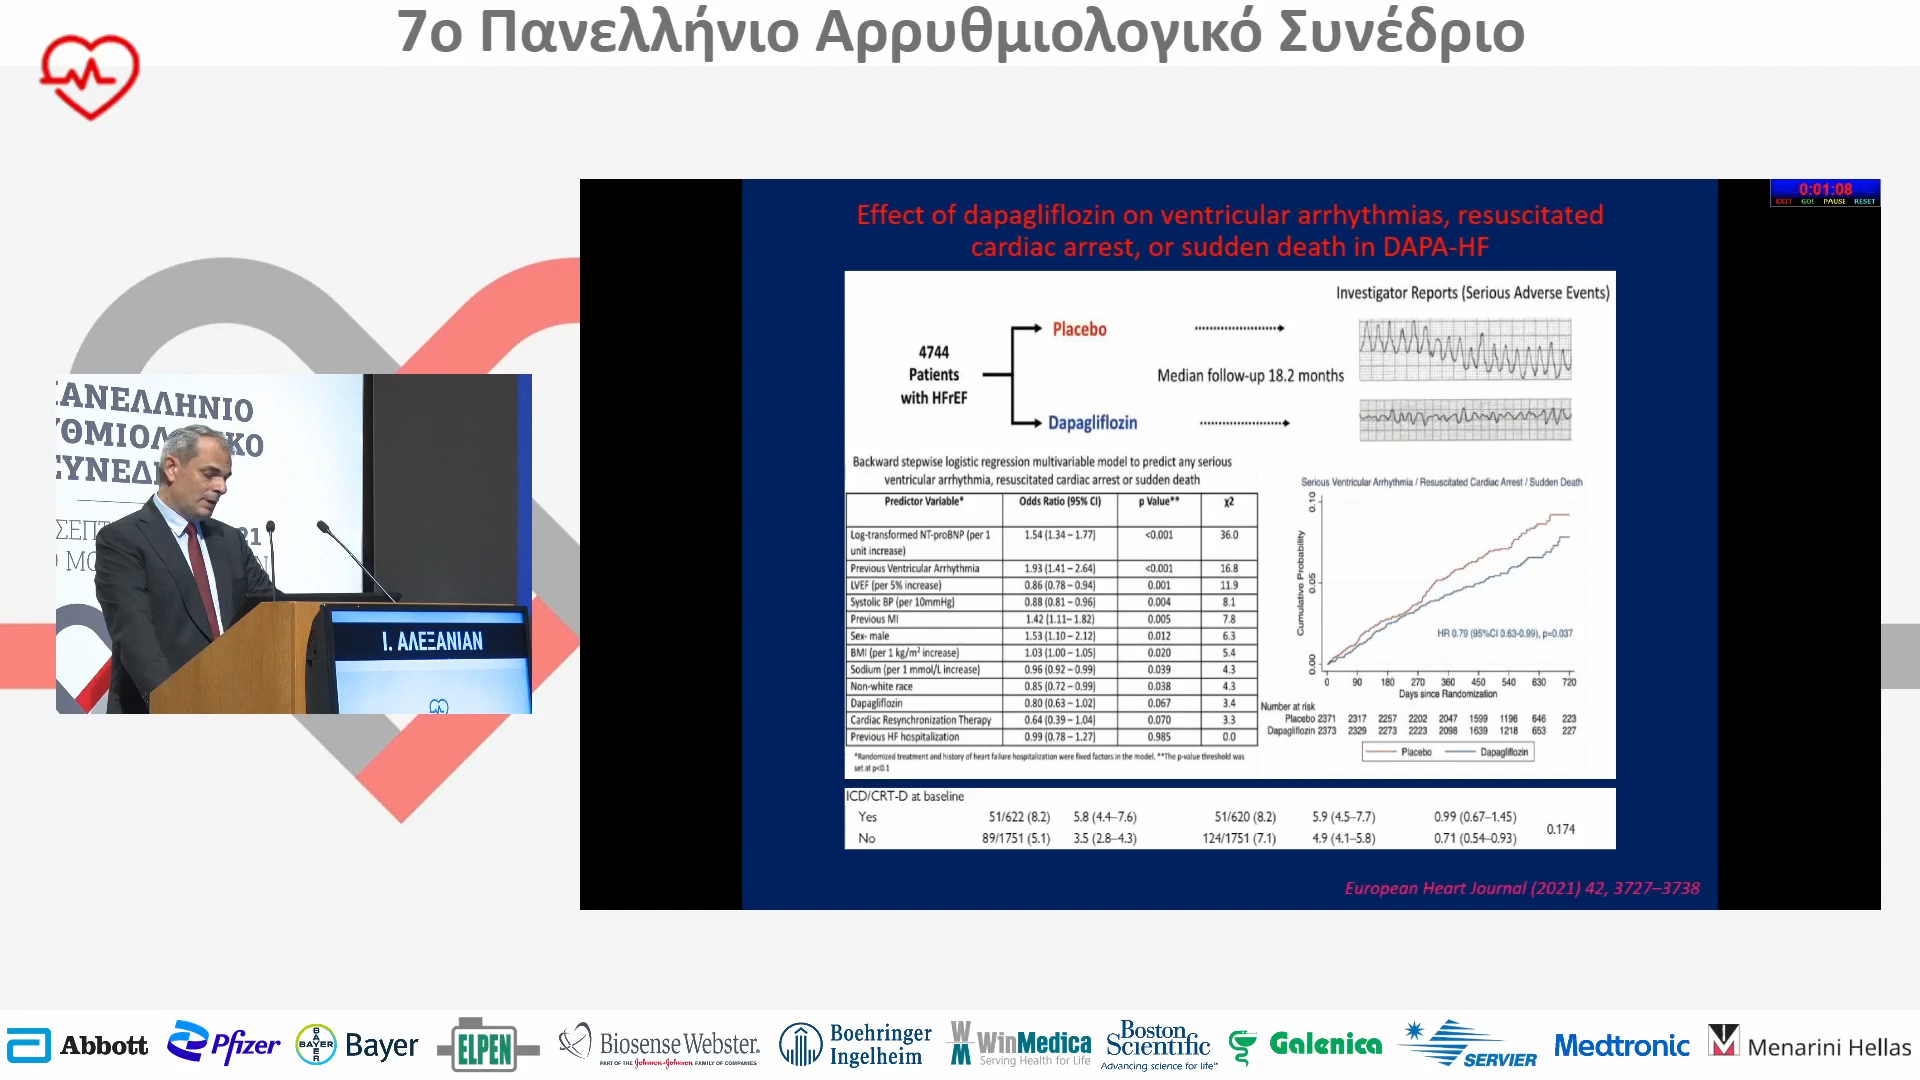 7ο Πανελλήνιο Αρρυθμιολογικό Συνέδριο
ΣΥΝΕΔ
21
Ι. ΑΛΕΞΑΝΙΑΝ
0:01:08
EXIT GO! PAUSE RESET
Effect of dapagliflozin on ventricular arrhythmias, resuscitated
cardiac arrest, or sudden death in DAPA-HF
Investigator Reports (Serious Adverse Events)
4744
Patients
with HFrEF
Placebo
Median follow-up 18.2 months
Dapagliflozin
Backward stepwise logistic regression multivariable model to predict any serious
ventricular arrhythmia, resuscitated cardiac arrest or sudden death
Predictor Variable* Odds Ratio (95% CI) p Value** χ2
Log-transformed NT-proBNP (per 1 unit increase) 1.54 (1.34 – 1.77) <0.001 36.0
Previous Ventricular Arrhythmia 1.93 (1.41 – 2.64) <0.001 16.8
LVEF (per 5% increase) 0.86 (0.78 – 0.94) 0.001 11.9
Systolic BP (per 10mmHg) 0.88 (0.81 – 0.96) 0.004 8.1
Previous MI 1.42 (1.11 – 1.82) 0.005 7.8
Sex- male 1.53 (1.10 – 2.12) 0.012 6.3
BMI (per 1 kg/m² increase) 1.03 (1.00 – 1.05) 0.020 5.4
Sodium (per 1 mmol/L increase) 0.96 (0.92 – 0.99) 0.039 4.3
Non-white race 0.85 (0.72 – 0.99) 0.038 4.3
Dapagliflozin 0.80 (0.63 – 1.02) 0.067 3.4
Cardiac Resynchronization Therapy 0.64 (0.39 – 1.04) 0.070 3.3
Previous HF hospitalization 0.99 (0.78 – 1.27) 0.985 0.0
*Randomized treatment and history of heart failure hospitalization were fixed factors in the model. **The p-value threshold was
set at p<0.1
Serious Ventricular Arrhythmia / Resuscitated Cardiac Arrest / Sudden Death
Cumulative Probability
0.10
0.05
0.00
HR 0.79 (95%CI 0.63-0.99), p=0.037
0 90 180 270 360 450 540 630 720
Days since Randomization
Number at risk
Placebo 2371 2317 2257 2202 2047 1599 1196 646 223
Dapagliflozin 2373 2329 2273 2223 2098 1639 1218 653 227
Placebo Dapagliflozin
ICD/CRT-D at baseline
Yes 51/622 (8.2) 5.8 (4.4–7.6) 51/620 (8.2) 5.9 (4.5–7.7) 0.99 (0.67–1.45)
0.174
No 89/1751 (5.1) 3.5 (2.8–4.3) 124/1751 (7.1) 4.9 (4.1–5.8) 0.71 (0.54–0.93)
European Heart Journal (2021) 42, 3727–3738
Abbott
Pfizer
BAYER
Bayer
ELPEN
Biosense Webster.
PART OF THE Johnson-Johnson FAMILY OF COMPANIES
Boehringer
Ingelheim
WinMedica
Serving Health for Life
Boston
Scientific
Advancing science for life™
Galenica
SERVIER
Medtronic
Menarini Hellas